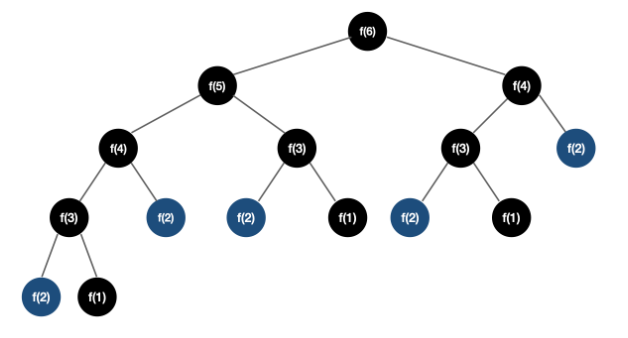 f(6)
f(5) f(4)
f(4) f(3) f(3) f(2)
f(3) f(2) f(2) f(1) f(2) f(1)
f(2) f(1)